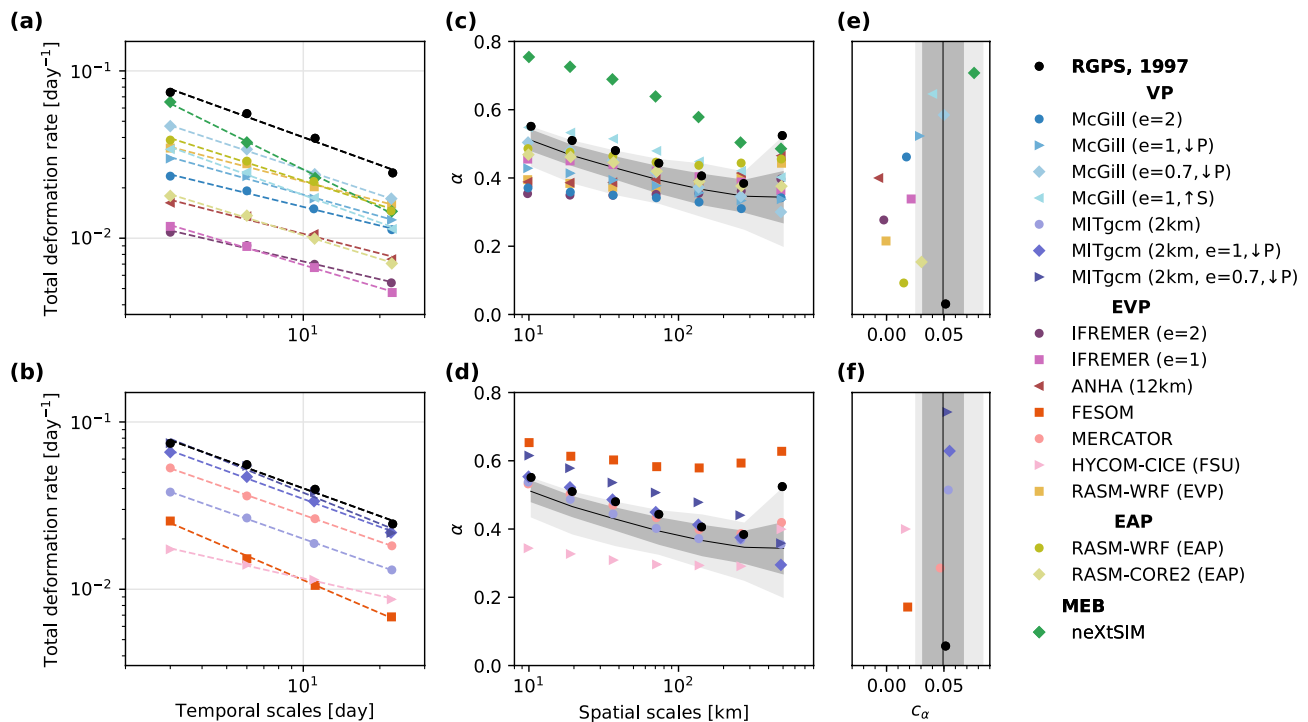 (a)
(c)
(e)
Total deformation rate [day⁻¹]
10⁻¹
10⁻²
10¹
α
0.8
0.6
0.4
0.2
0.0
10¹
10²
0.00
0.05
(b)
(d)
(f)
Total deformation rate [day⁻¹]
10⁻¹
10⁻²
10¹
Temporal scales [day]
α
0.8
0.6
0.4
0.2
0.0
10¹
10²
Spatial scales [km]
0.00
0.05
cα
RGPS, 1997
VP
McGill (e=2)
McGill (e=1,↓P)
McGill (e=0.7,↓P)
McGill (e=1,↑S)
MITgcm (2km)
MITgcm (2km, e=1,↓P)
MITgcm (2km, e=0.7,↓P)
EVP
IFREMER (e=2)
IFREMER (e=1)
ANHA (12km)
FESOM
MERCATOR
HYCOM-CICE (FSU)
RASM-WRF (EVP)
EAP
RASM-WRF (EAP)
RASM-CORE2 (EAP)
MEB
neXtSIM